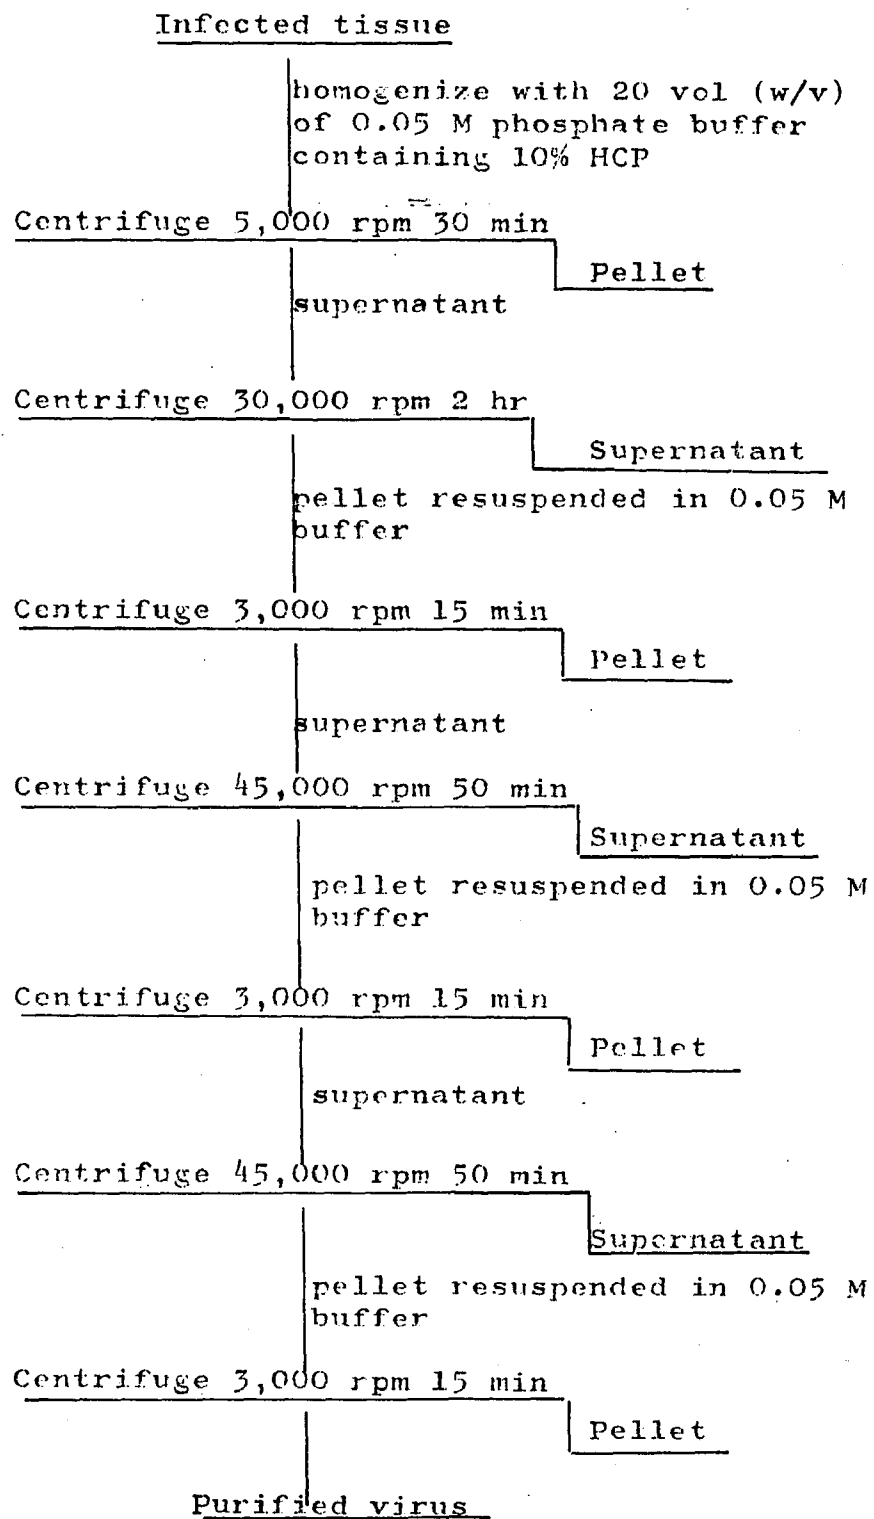 Infected tissue
homogenize with 20 vol (w/v)
of 0.05 M phosphate buffer
containing 10% HCP
Centrifuge 5,000 rpm 30 min
Pellet
supernatant
Centrifuge 30,000 rpm 2 hr
Supernatant
pellet resuspended in 0.05 M
buffer
Centrifuge 3,000 rpm 15 min
Pellet
supernatant
Centrifuge 45,000 rpm 50 min
Supernatant
pellet resuspended in 0.05 M
buffer
Centrifuge 3,000 rpm 15 min
Pellet
supernatant
Centrifuge 45,000 rpm 50 min
Supernatant
pellet resuspended in 0.05 M
buffer
Centrifuge 3,000 rpm 15 min
Pellet
Purified virus